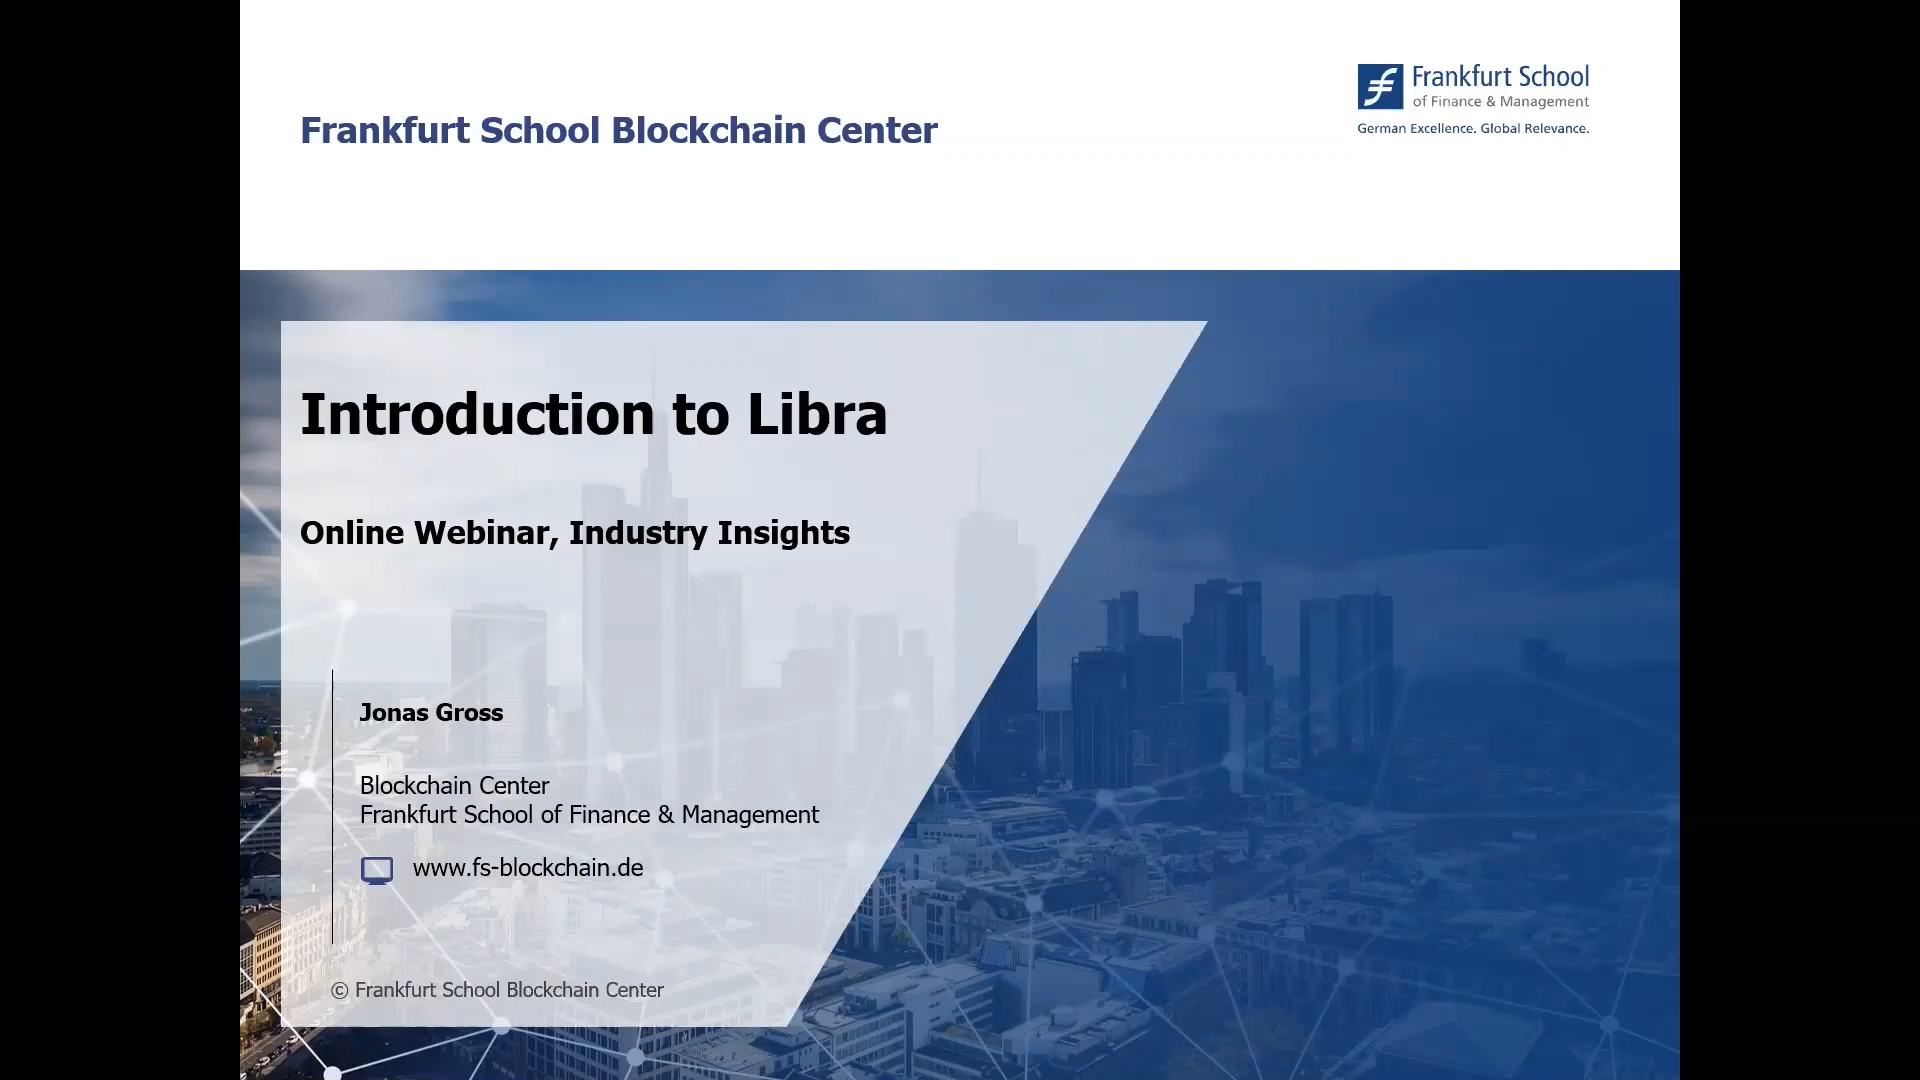 Frankfurt School Blockchain Center
Frankfurt School
of Finance & Management
German Excellence. Global Relevance.
Introduction to Libra
Online Webinar, Industry Insights
Jonas Gross
Blockchain Center
Frankfurt School of Finance & Management
www.fs-blockchain.de
© Frankfurt School Blockchain Center